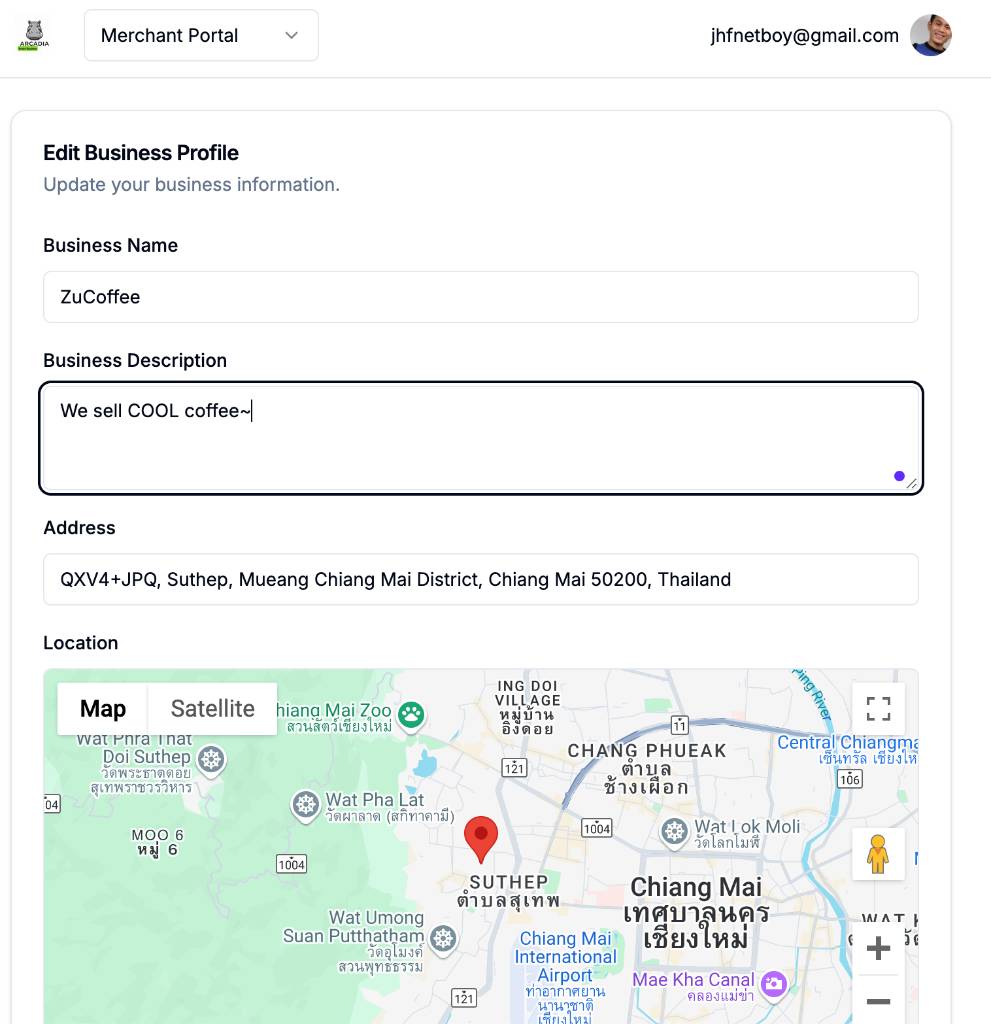 ARCADIA
Merchant Portal
jhfnetboy@gmail.com
Edit Business Profile
Update your business information.
Business Name
ZuCoffee
Business Description
We sell COOL coffee~
Address
QXV4+JPQ, Suthep, Mueang Chiang Mai District, Chiang Mai 50200, Thailand
Location
Map
Satellite
hiang Mai Zoo
สวนสัตว์เชียงใหม่
ING DOI
VILLAGE
หมู่บ้าน
อิงดอย
Ping River
11
Wat Phra That
Doi Suthep
วัดพระธาตุดอย
สุเทพราชวรวิหาร
121
CHANG PHUEAK
ตำบล
ช้างเผือก
Central Chiangma
เซ็นทรัล เชียงให
106
04
Wat Pha Lat
วัดผาลาด (สกิทาคามี)
1004
Wat Lok Moli
วัดโลกโมฬี
MOO 6
หมู่ 6
1004
SUTHEP
ตำบลสุเทพ
Chiang Mai
เทศบาลนคร
เชียงใหม่
Wat Umong
Suan Putthatham
วัดอุโมงค์
สวนพุทธธรรม
WAT K
Chiang Mai
International
Airport
ท่าอากาศยาน
นานาชาติ
เชียงใหม่
Mae Kha Canal
คลองแม่ข่า
121